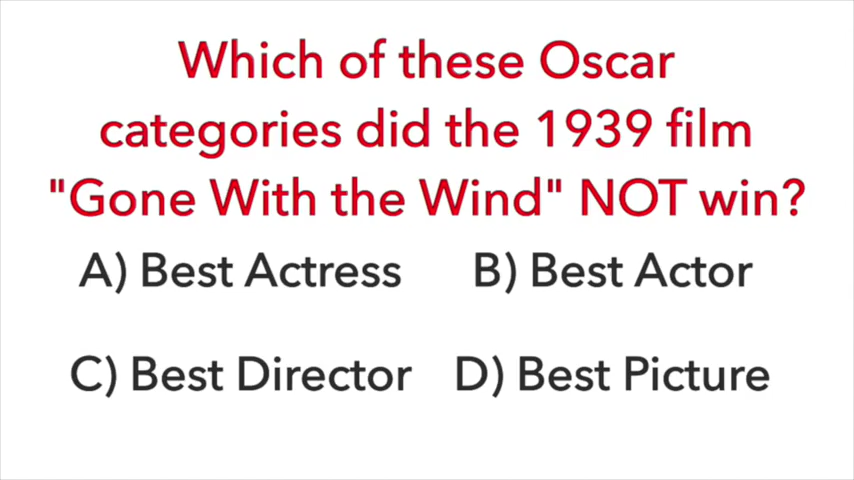 Which of these Oscar
categories did the 1939 film
"Gone With the Wind" NOT win?
A) Best Actress B) Best Actor
C) Best Director D) Best Picture